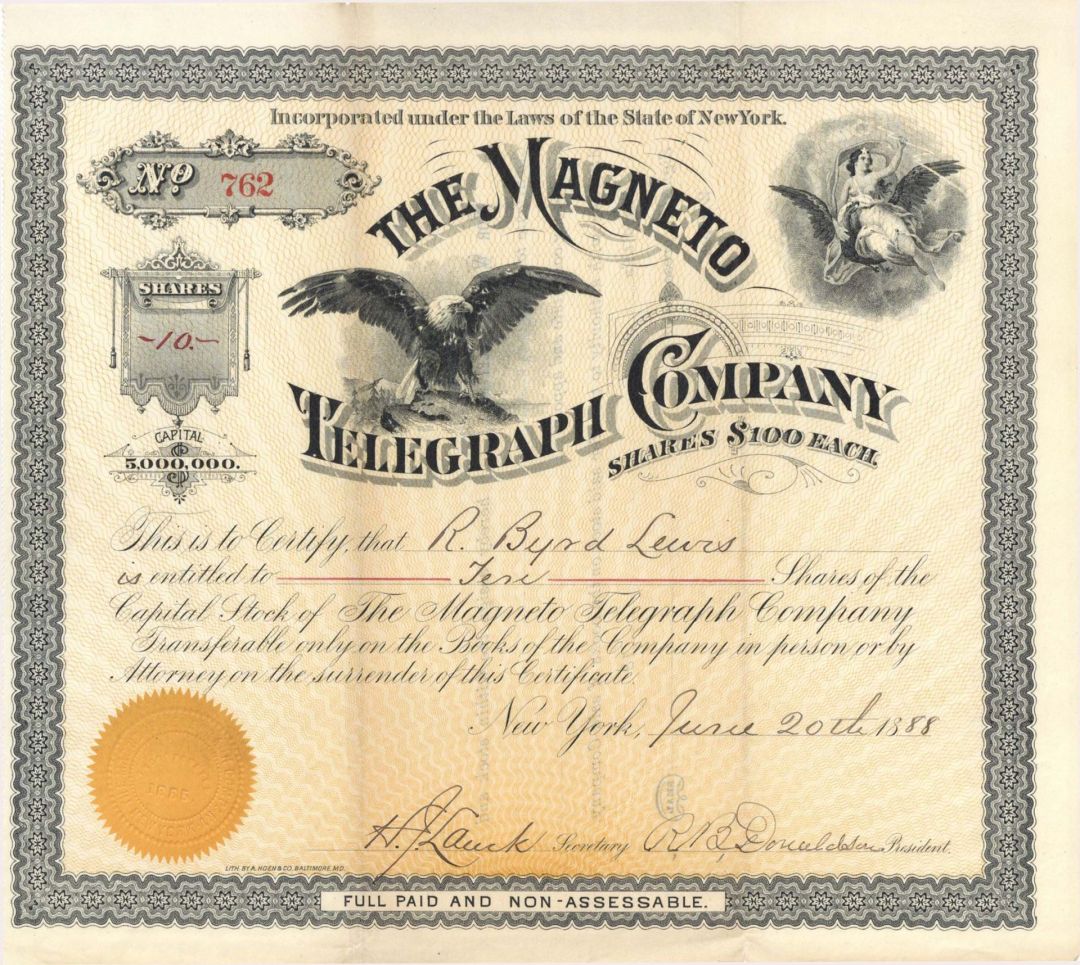 Incorporated under the Laws of the State of New York.
No 762
THE MAGNETO
TELEGRAPH COMPANY
SHARES $100 EACH.
SHARES
-10.-
CAPITAL
$
5,000,000.
This is to Certify, that R. Byrd Lewis
is entitled to Ten Shares of the
Capital Stock of The Magneto Telegraph Company
Transferable only on the Books of the Company in person or by
Attorney on the surrender of this Certificate.
New York, June 20th 1888
1886
H. J. Lauck Secretary R. B. Donaldson President.
LITH. BY A. HOEN & CO. BALTIMORE, MD.
FULL PAID AND NON-ASSESSABLE.